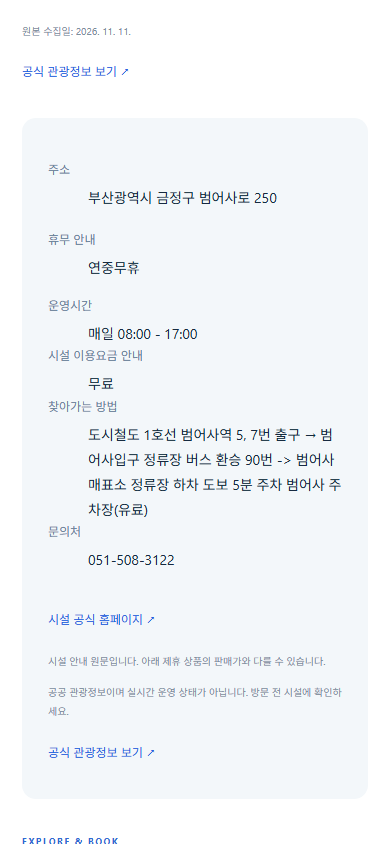 원본 수집일: 2026. 11. 11.
공식 관광정보 보기 ↗
주소
부산광역시 금정구 범어사로 250
휴무 안내
연중무휴
운영시간
매일 08:00 - 17:00
시설 이용요금 안내
무료
찾아가는 방법
도시철도 1호선 범어사역 5, 7번 출구 → 범
어사입구 정류장 버스 환승 90번 -> 범어사
매표소 정류장 하차 도보 5분 주차 범어사 주
차장(유료)
문의처
051-508-3122
시설 공식 홈페이지 ↗
시설 안내 원문입니다. 아래 제휴 상품의 판매가와 다를 수 있습니다.
공공 관광정보이며 실시간 운영 상태가 아닙니다. 방문 전 시설에 확인하
세요.
공식 관광정보 보기 ↗
EXPLORE & BOOK